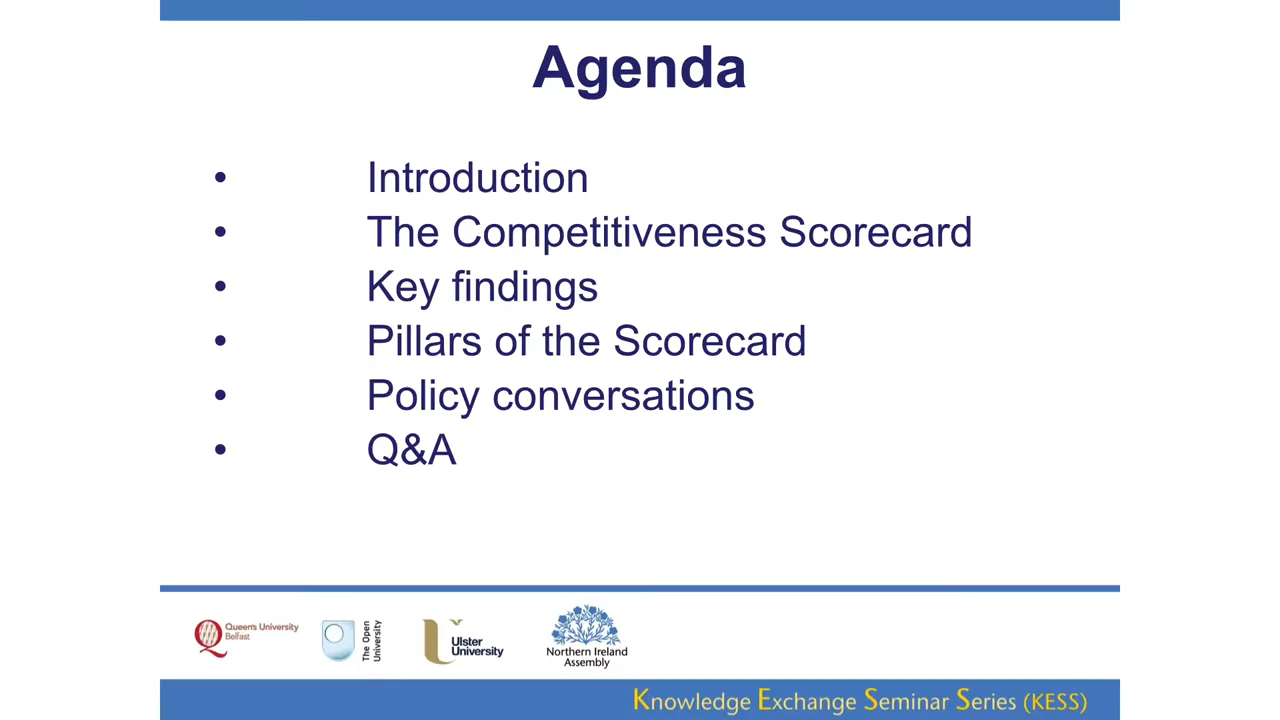 Agenda
• Introduction
• The Competitiveness Scorecard
• Key findings
• Pillars of the Scorecard
• Policy conversations
• Q&A
Queen's University
Belfast
The Open
University
Ulster
University
Northern Ireland
Assembly
Knowledge Exchange Seminar Series (KESS)